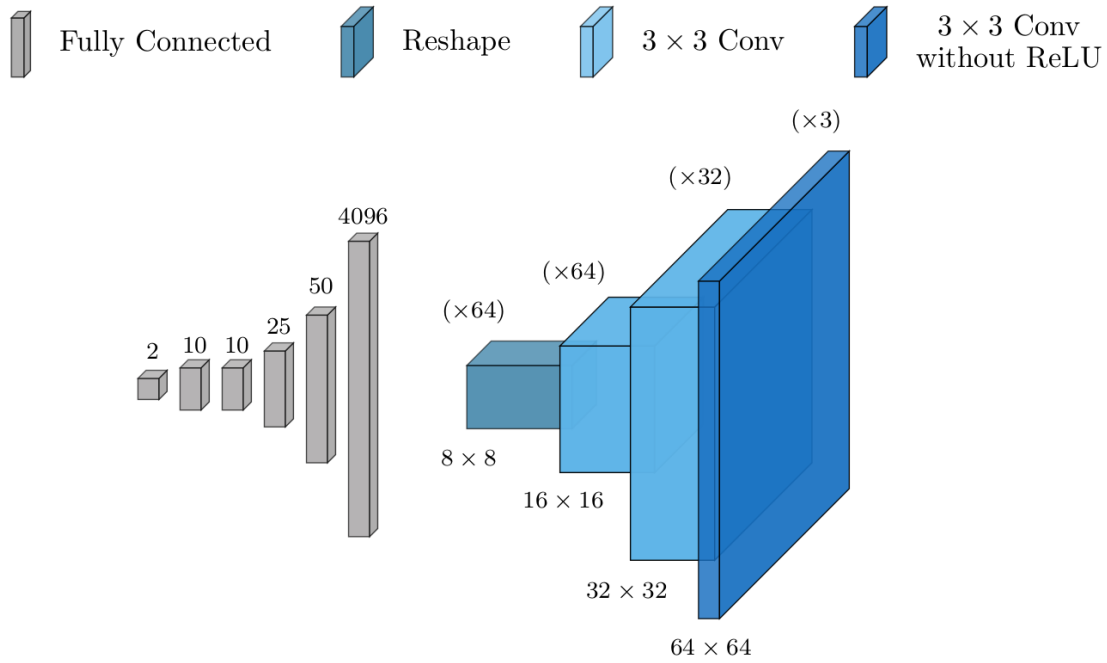 Fully Connected
Reshape
3 × 3 Conv
3 × 3 Conv
without ReLU
(×3)
(×32)
4096
(×64)
50
(×64)
25
2
10
10
8 × 8
16 × 16
32 × 32
64 × 64